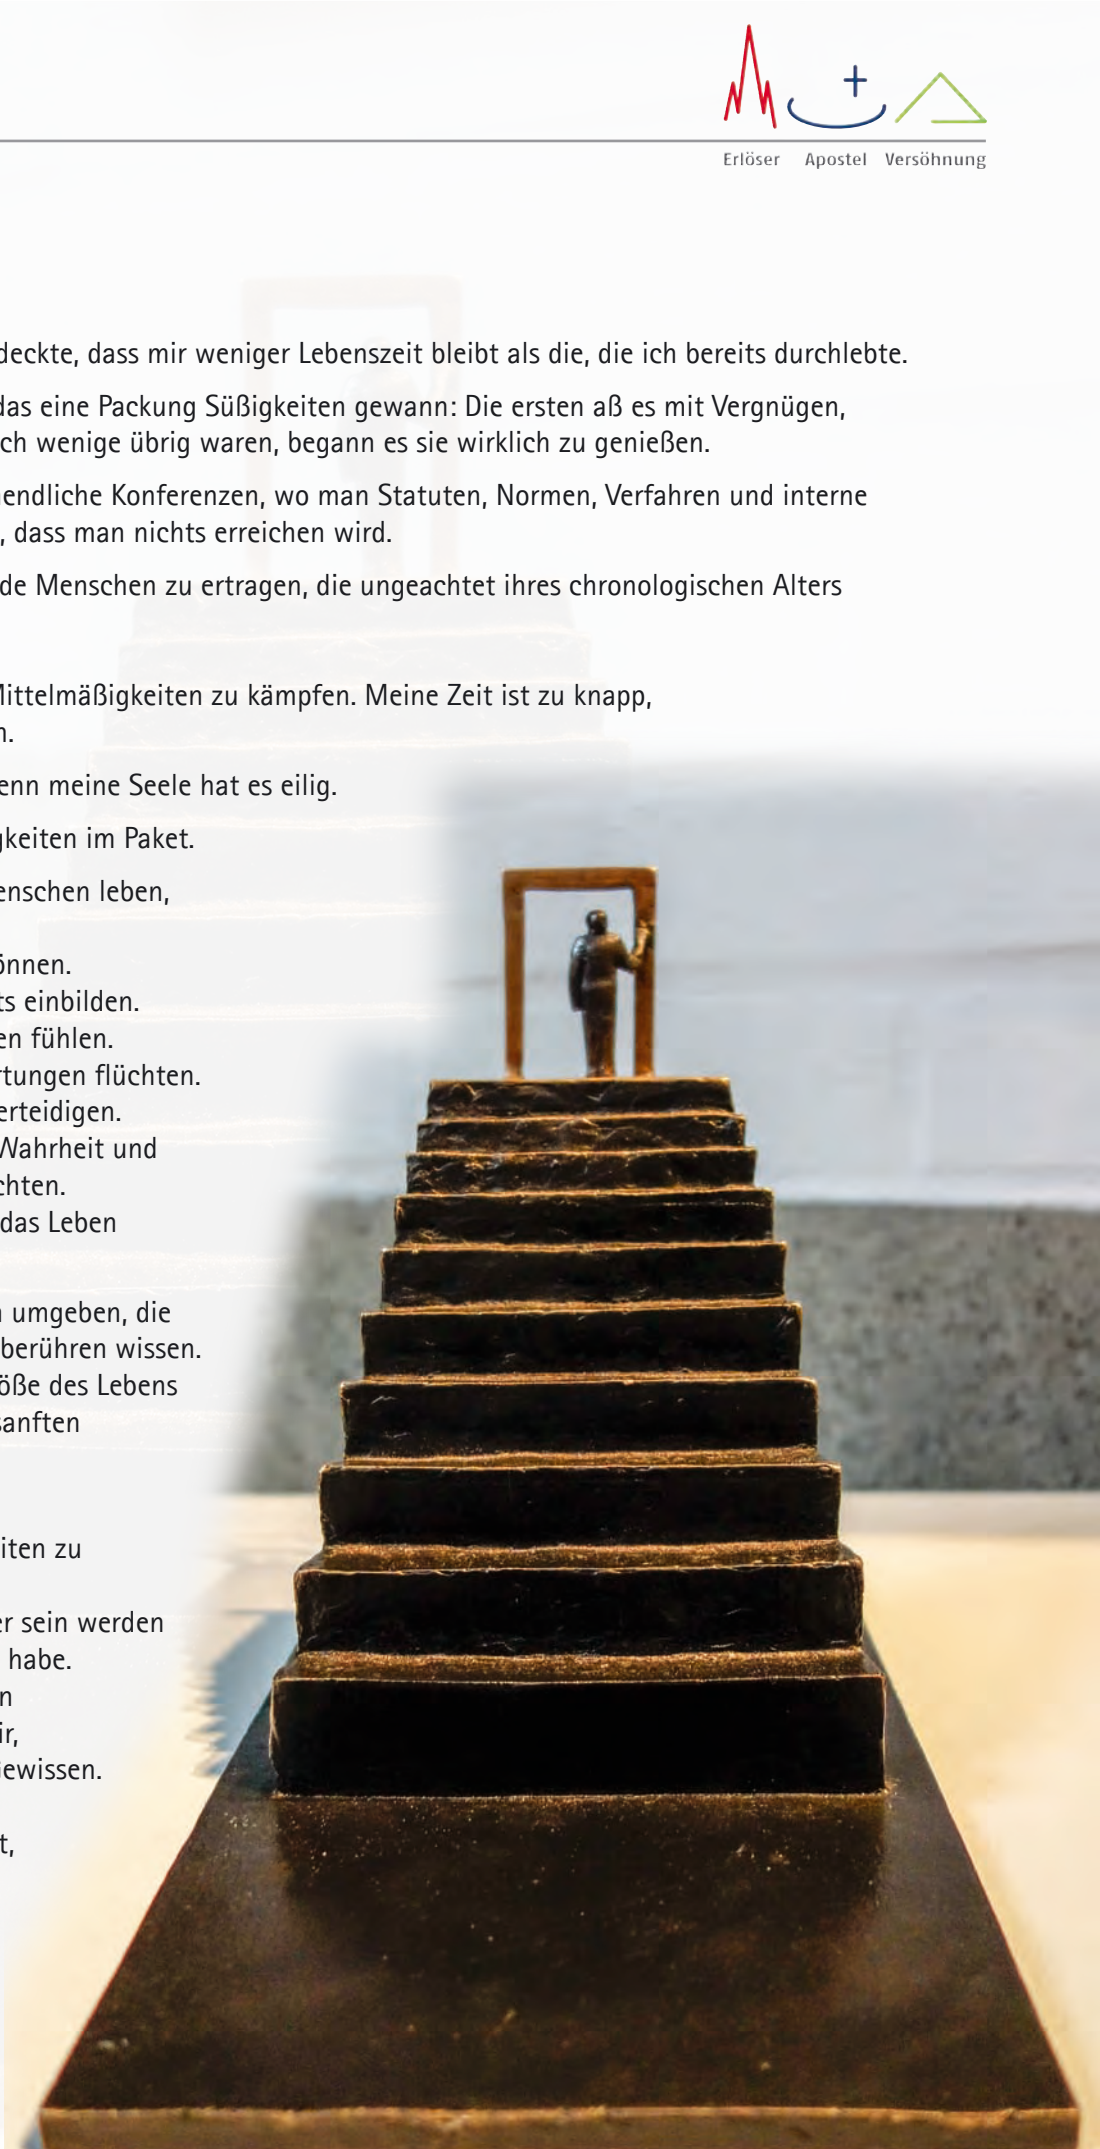 Erlöser Apostel Versöhnung
deckte, dass mir weniger Lebenszeit bleibt als die, die ich bereits durchlebte.
das eine Packung Süßigkeiten gewann: Die ersten aß es mit Vergnügen,
ch wenige übrig waren, begann es sie wirklich zu genießen.
endliche Konferenzen, wo man Statuten, Normen, Verfahren und interne
, dass man nichts erreichen wird.
de Menschen zu ertragen, die ungeachtet ihres chronologischen Alters
Mittelmäßigkeiten zu kämpfen. Meine Zeit ist zu knapp,
n.
enn meine Seele hat es eilig.
gkeiten im Paket.
enschen leben,
önnen.
ts einbilden.
en fühlen.
rtungen flüchten.
erteidigen.
Wahrheit und
chten.
das Leben
n umgeben, die
berühren wissen.
öße des Lebens
sanften
iten zu
er sein werden
habe.
n
ir,
Gewissen.
t,